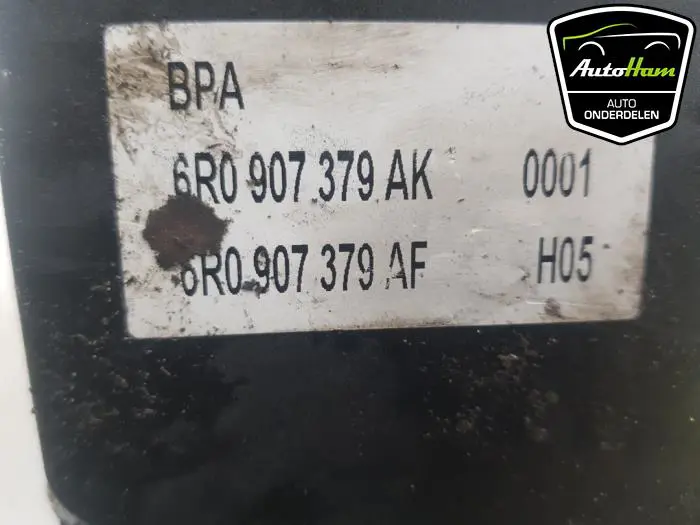 AutoHam
AUTO
ONDERDELEN
BPA
6R0 907 379 AK 0001
6R0 907 379 AF H05